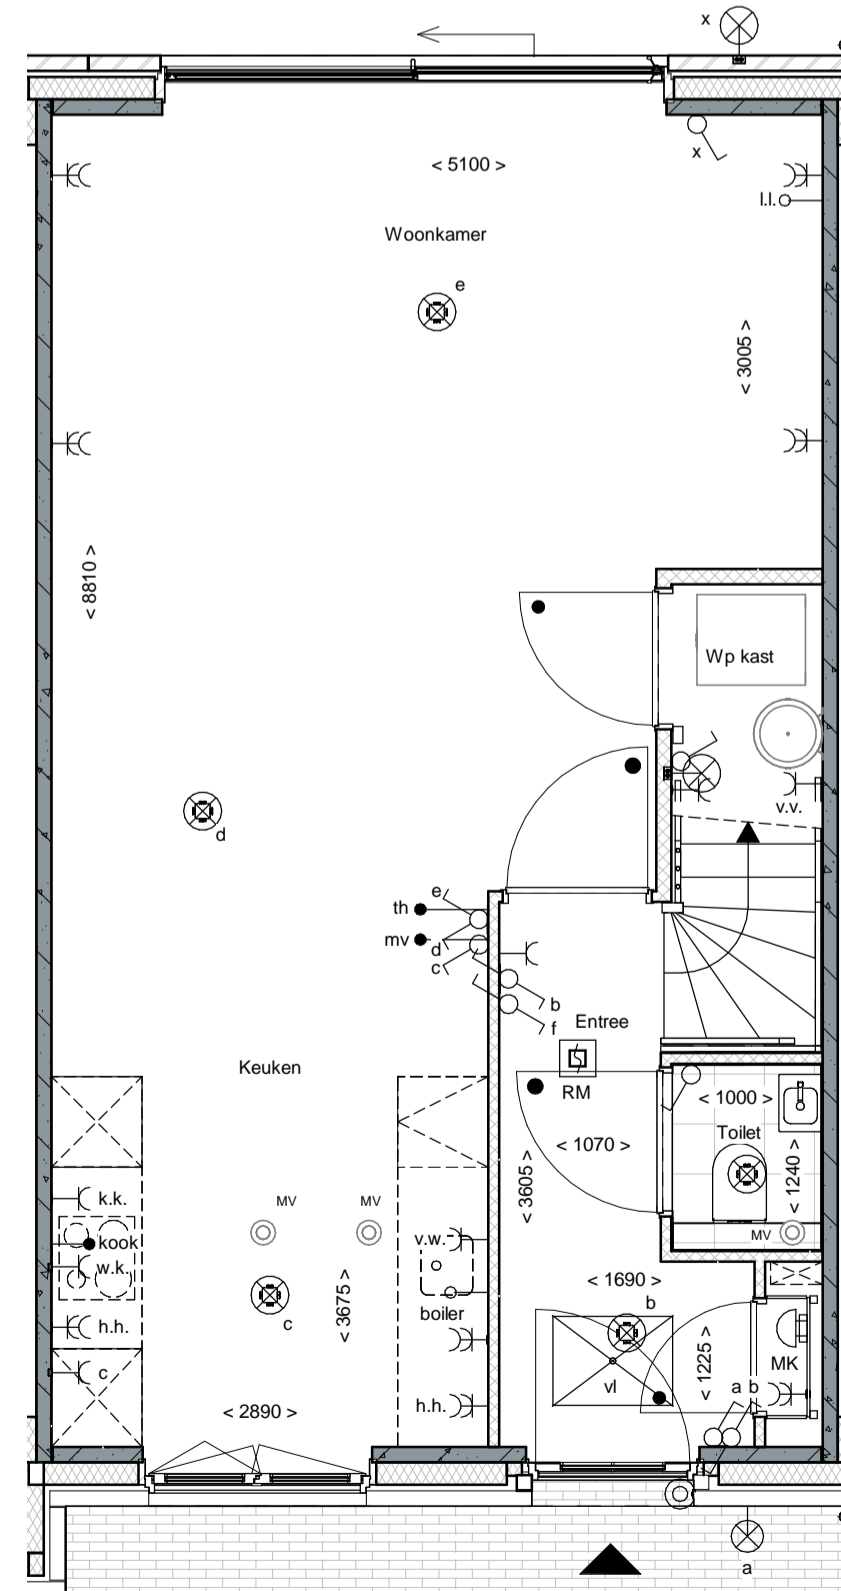 x
< 5100 >
x
l.l.
Woonkamer
e
< 3005 >
< 8810 >
Wp kast
v.v.
d
e
th
mv
d
c
b
f
Entree
RM
Keuken
< 1000 >
Toilet
< 1070 >
< 1240 >
< 3605 >
k.k.
MV
MV
MV
kook
v.w.
w.k.
< 1690 >
c
b
boiler
< 3675 >
h.h.
< 1225 >
MK
c
vl
a b
h.h.
< 2890 >
a